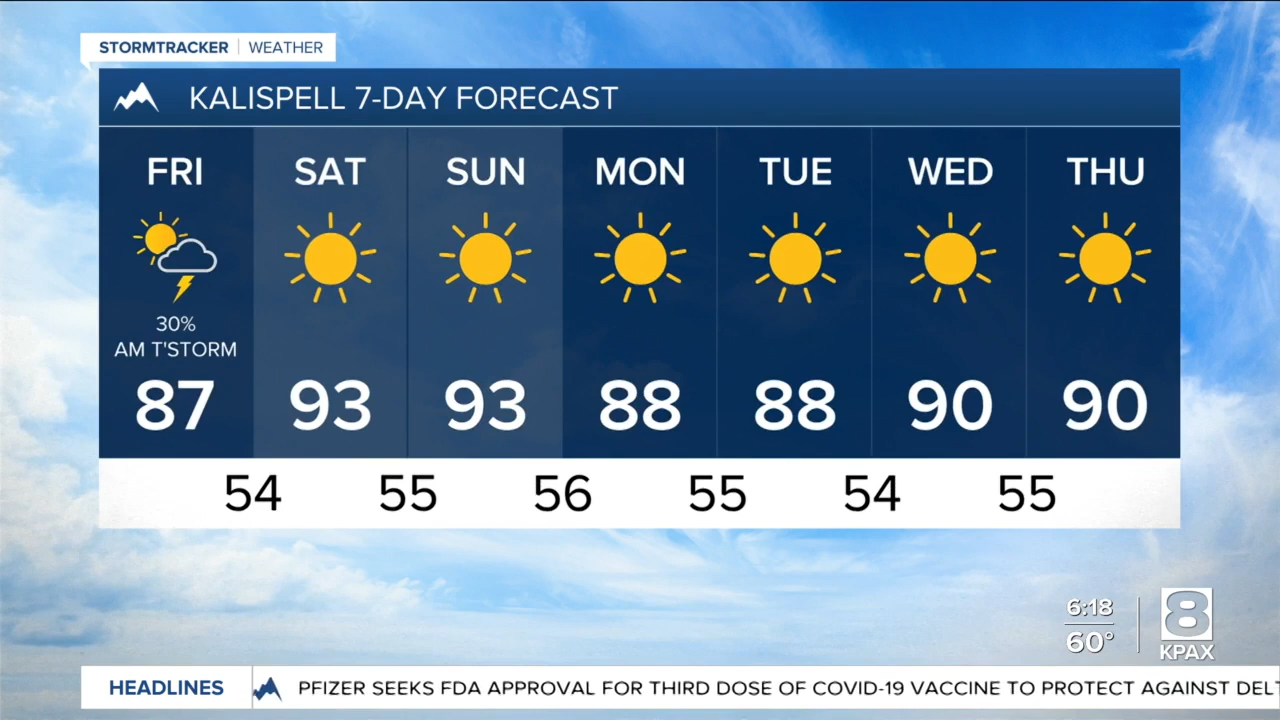 STORMTRACKER | WEATHER
KALISPELL 7-DAY FORECAST
FRI SAT SUN MON TUE WED THU
30%
AM T'STORM
87 93 93 88 88 90 90
54 55 56 55 54 55
6:18
60°
8
KPAX
HEADLINES PFIZER SEEKS FDA APPROVAL FOR THIRD DOSE OF COVID-19 VACCINE TO PROTECT AGAINST DELT